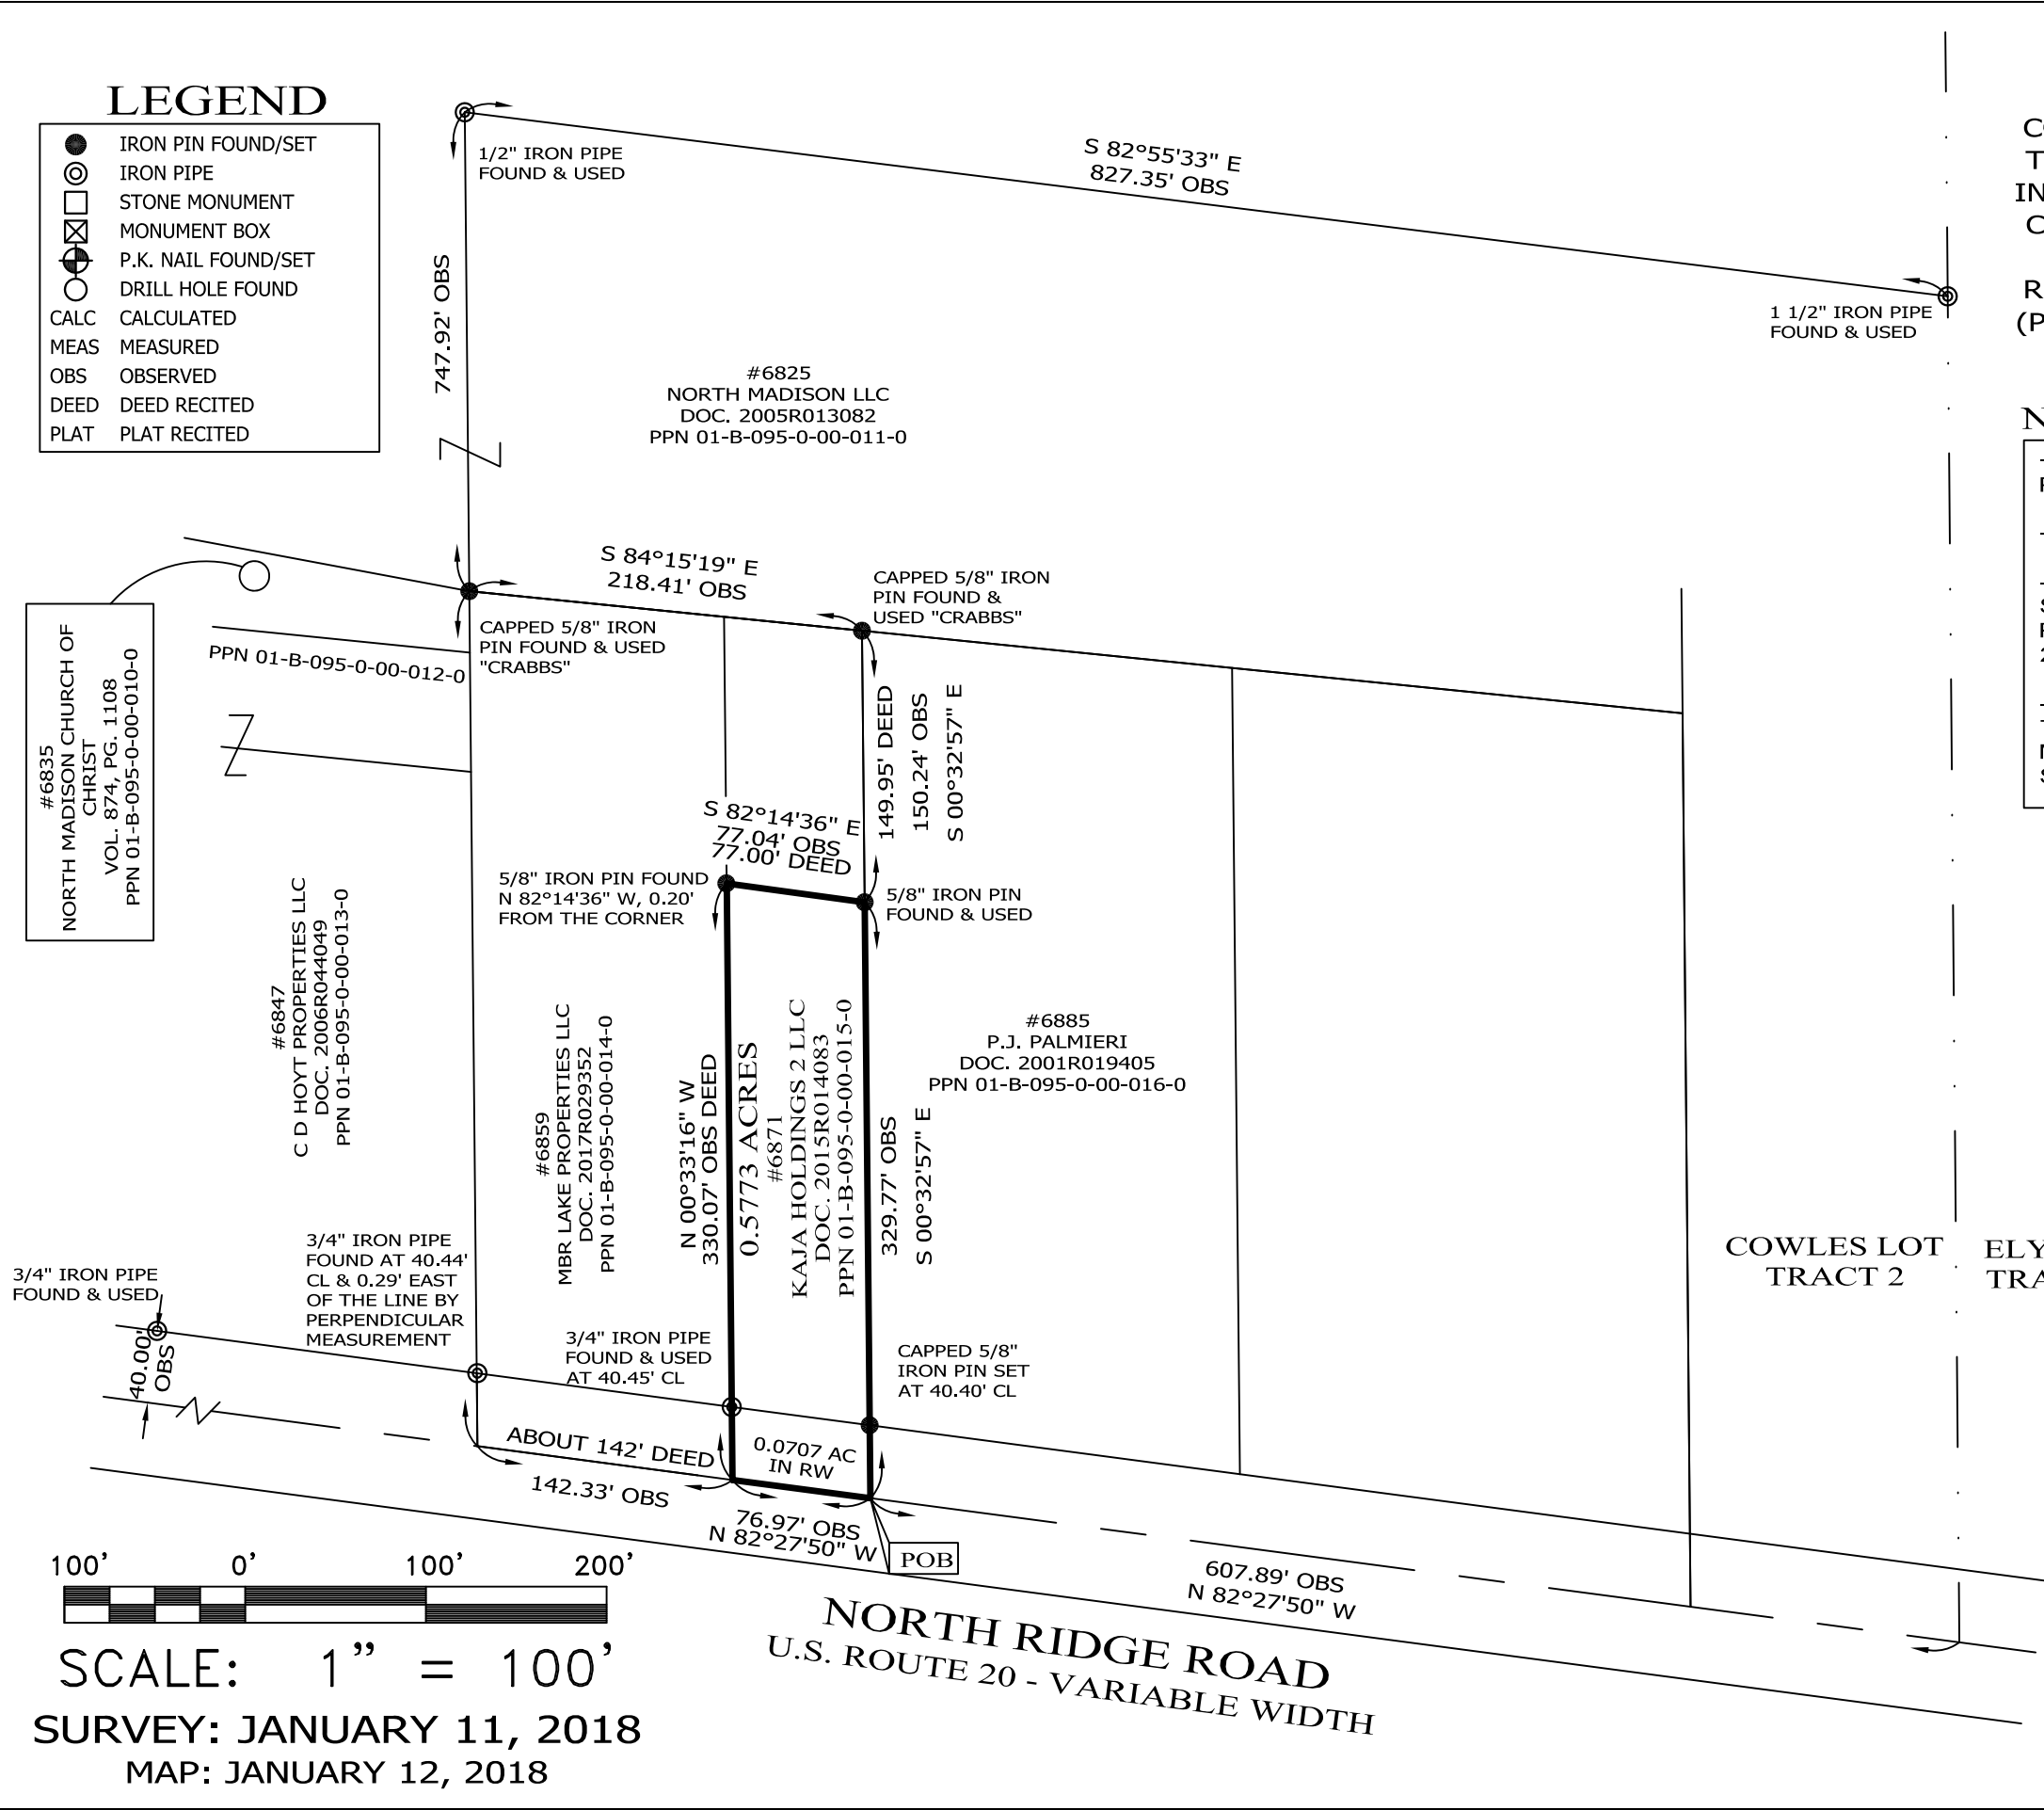 LEGEND
IRON PIN FOUND/SET
IRON PIPE
STONE MONUMENT
MONUMENT BOX
P.K. NAIL FOUND/SET
DRILL HOLE FOUND
CALC CALCULATED
MEAS MEASURED
OBS OBSERVED
DEED DEED RECITED
PLAT PLAT RECITED
1/2" IRON PIPE
FOUND & USED
S 82°55'33" E
827.35' OBS
1 1/2" IRON PIPE
FOUND & USED
747.92' OBS
#6825
NORTH MADISON LLC
DOC. 2005R013082
PPN 01-B-095-0-00-011-0
S 84°15'19" E
218.41' OBS
CAPPED 5/8" IRON
PIN FOUND &
USED "CRABBS"
CAPPED 5/8" IRON
PIN FOUND & USED
"CRABBS"
PPN 01-B-095-0-00-012-0
#6835
NORTH MADISON CHURCH OF
CHRIST
VOL. 874, PG. 1108
PPN 01-B-095-0-00-010-0
149.95' DEED
150.24' OBS
S 00°32'57" E
S 82°14'36" E
77.04' OBS
77.00' DEED
5/8" IRON PIN FOUND
N 82°14'36" W, 0.20'
FROM THE CORNER
5/8" IRON PIN
FOUND & USED
#6847
C D HOYT PROPERTIES LLC
DOC. 2006R044049
PPN 01-B-095-0-00-013-0
#6859
MBR LAKE PROPERTIES LLC
DOC. 2017R029352
PPN 01-B-095-0-00-014-0
N 00°33'16" W
330.07' OBS DEED
0.5773 ACRES
#6871
KAJA HOLDINGS 2 LLC
DOC. 2015R014083
PPN 01-B-095-0-00-015-0
329.77' OBS
S 00°32'57" E
#6885
P.J. PALMIERI
DOC. 2001R019405
PPN 01-B-095-0-00-016-0
COWLES LOT
TRACT 2
ELY
TRA
3/4" IRON PIPE
FOUND & USED
40.00'
OBS
3/4" IRON PIPE
FOUND AT 40.44'
CL & 0.29' EAST
OF THE LINE BY
PERPENDICULAR
MEASUREMENT
3/4" IRON PIPE
FOUND & USED
AT 40.45' CL
CAPPED 5/8"
IRON PIN SET
AT 40.40' CL
ABOUT 142' DEED
142.33' OBS
0.0707 AC
IN RW
76.97' OBS
N 82°27'50" W
POB
607.89' OBS
N 82°27'50" W
NORTH RIDGE ROAD
U.S. ROUTE 20 - VARIABLE WIDTH
100' 0' 100' 200'
SCALE: 1" = 100'
SURVEY: JANUARY 11, 2018
MAP: JANUARY 12, 2018